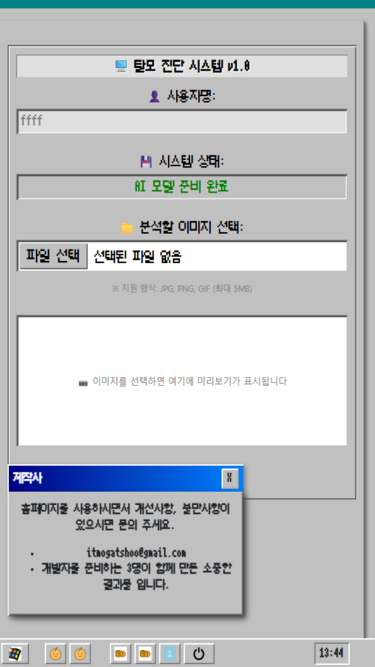 탈모 진단 시스템 v1.0
사용자명:
ffff
시스템 상태:
AI 모델 준비 완료
분석할 이미지 선택:
파일 선택 선택된 파일 없음
※ 지원 형식: JPG, PNG, GIF (최대 5MB)
이미지를 선택하면 여기에 미리보기가 표시됩니다
제작사 X
홈페이지를 사용하시면서 개선사항, 불만사항이
있으시면 문의 주세요.
• itmogatshoo@gmail.com
• 개발자를 준비하는 3명이 함께 만든 소중한
결과물 입니다.
13:44